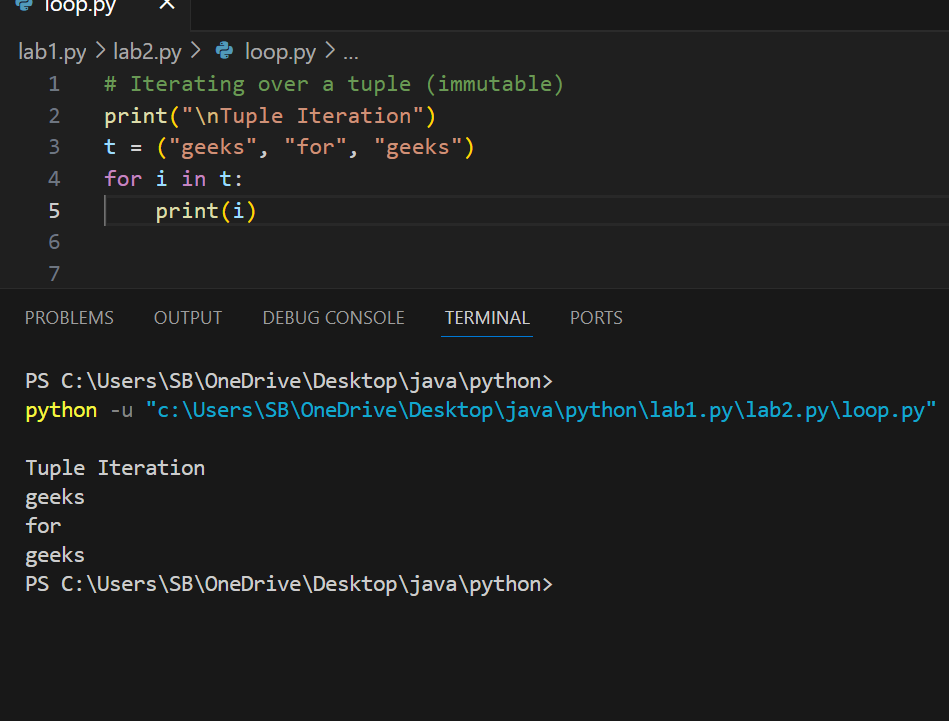 loop.py ×
lab1.py > lab2.py > loop.py > ...
1 # Iterating over a tuple (immutable)
2 print("\nTuple Iteration")
3 t = ("geeks", "for", "geeks")
4 for i in t:
5     print(i)
6
7
PROBLEMS OUTPUT DEBUG CONSOLE TERMINAL PORTS
PS C:\Users\SB\OneDrive\Desktop\java\python>
python -u "c:\Users\SB\OneDrive\Desktop\java\python\lab1.py\lab2.py\loop.py"
Tuple Iteration
geeks
for
geeks
PS C:\Users\SB\OneDrive\Desktop\java\python>